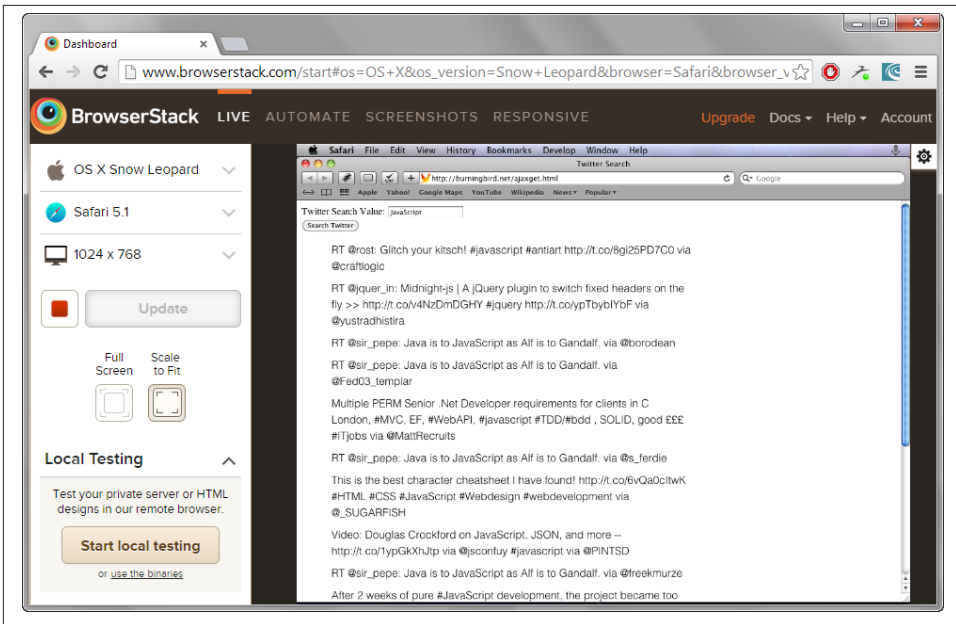 Dashboard
www.browserstack.com/start#os=OS+X&os_version=Snow+Leopard&browser=Safari&browser_v
BrowserStack LIVE AUTOMATE SCREENSHOTS RESPONSIVE Upgrade Docs Help Account
OS X Snow Leopard
Safari 5.1
1024 x 768
Update
Full Screen
Scale to Fit
Local Testing
Test your private server or HTML
designs in our remote browser.
Start local testing
or use the binaries
Safari File Edit View History Bookmarks Develop Window Help
Twitter Search
http://burningbird.net/ajaxget.html
Google
Apple Yahoo! Google Maps YouTube Wikipedia News Popular
Twitter Search Value: JavaScript
Search Twitter
RT @rost: Glitch your kitsch! #javascript #antiart http://t.co/8gi25PD7C0 via
@craftlogic
RT @jquer_in: Midnight-js | A jQuery plugin to switch fixed headers on the
fly >> http://t.co/v4NzDmDGHY #jquery http://t.co/ypTbybIYbF via
@yustradhistira
RT @sir_pepe: Java is to JavaScript as Alf is to Gandalf. via @borodean
RT @sir_pepe: Java is to JavaScript as Alf is to Gandalf. via
@Fed03_templar
Multiple PERM Senior .Net Developer requirements for clients in C
London, #MVC, EF, #WebAPI, #javascript #TDD/#bdd , SOLID, good £££
#ITjobs via @MattRecruits
RT @sir_pepe: Java is to JavaScript as Alf is to Gandalf. via @s_ferdie
This is the best character cheatsheet I have found! http://t.co/6vQa0cItwK
#HTML #CSS #JavaScript #Webdesign #webdevelopment via
@_SUGARFISH
Video: Douglas Crockford on JavaScript, JSON, and more --
http://t.co/1ypGkXhJtp via @jsconfuy #javascript via @PINTSD
RT @sir_pepe: Java is to JavaScript as Alf is to Gandalf. via @freekmurze
After 2 weeks of pure #JavaScript development, the project became too